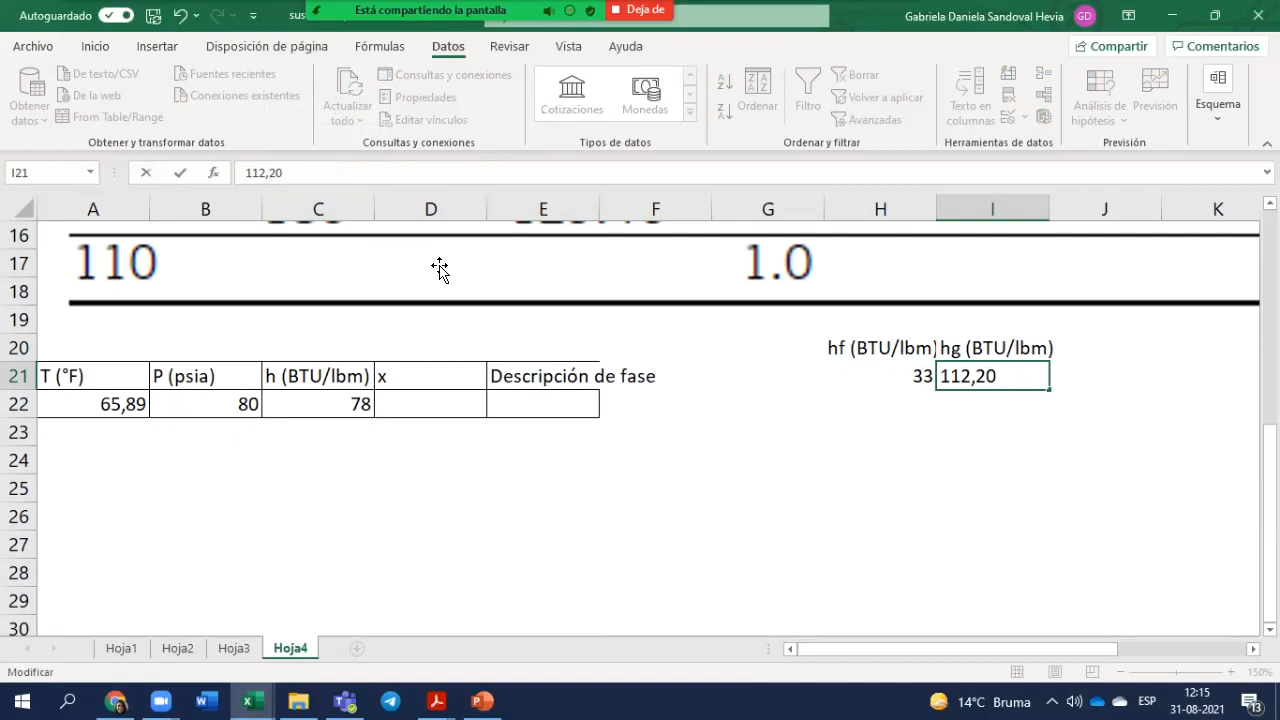 Autoguardado
sus
Está compartiendo la pantalla
Deja de
Gabriela Daniela Sandoval Hevia
GD
Archivo
Inicio
Insertar
Disposición de página
Fórmulas
Datos
Revisar
Vista
Ayuda
Compartir
Comentarios
Obtener datos
De texto/CSV
De la web
From Table/Range
Fuentes recientes
Conexiones existentes
Actualizar todo
Consultas y conexiones
Propiedades
Editar vínculos
Cotizaciones
Monedas
Ordenar
Filtro
Borrar
Volver a aplicar
Avanzadas
Texto en columnas
Análisis de hipótesis
Previsión
Esquema
Obtener y transformar datos
Consultas y conexiones
Tipos de datos
Ordenar y filtrar
Herramientas de datos
Previsión
I21
fx
112,20
A B C D E F G H I J K
16
17 110 1.0
18
19
20 hf (BTU/lbm) hg (BTU/lbm)
21 T (°F) P (psia) h (BTU/lbm) x Descripción de fase 33 112,20
22 65,89 80 78
23
24
25
26
27
28
29
30
Hoja1 Hoja2 Hoja3 Hoja4
Modificar
150%
14°C Bruma
ESP
12:15
31-08-2021
13